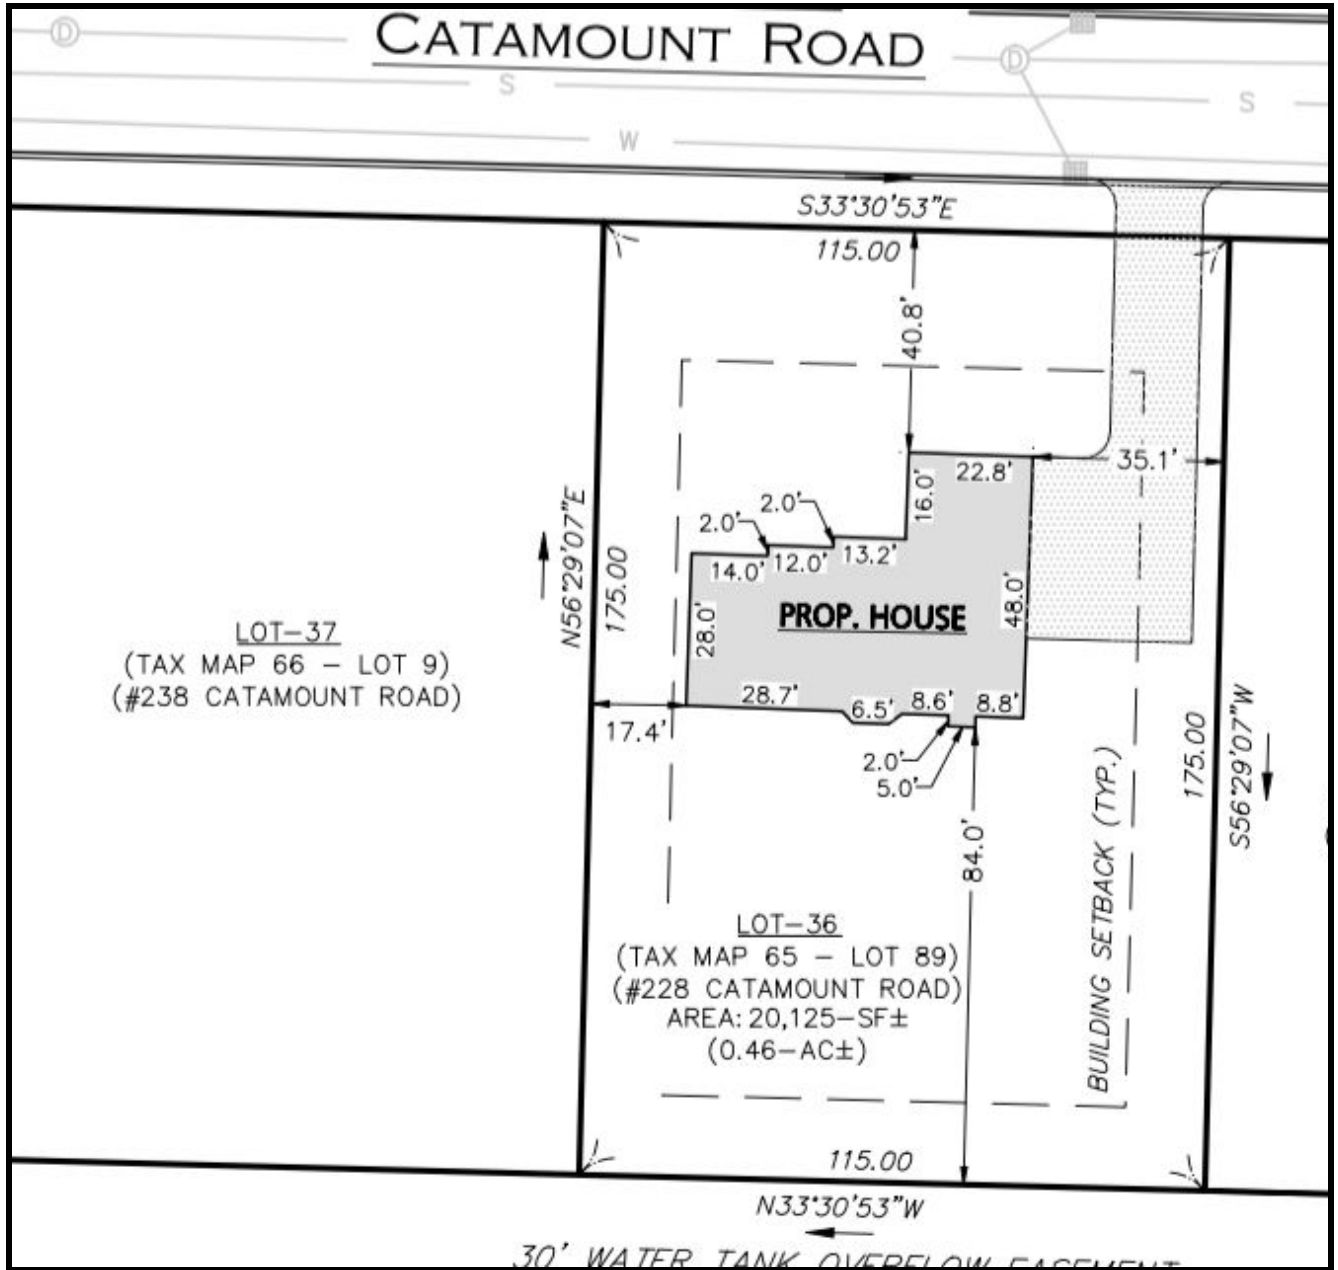 CATAMOUNT ROAD
D
D
S
S
W
S33°30'53"E
115.00
40.8'
22.8'
35.1'
16.0'
2.0'
2.0'
14.0'
12.0'
13.2'
N56°29'07"E
175.00
28.0'
PROP. HOUSE
48.0'
LOT-37
(TAX MAP 66 - LOT 9)
(#238 CATAMOUNT ROAD)
28.7'
6.5'
8.6'
8.8'
17.4'
2.0'
5.0'
84.0'
175.00
S56°29'07"W
BUILDING SETBACK (TYP.)
LOT-36
(TAX MAP 65 - LOT 89)
(#228 CATAMOUNT ROAD)
AREA: 20,125-SF±
(0.46-AC±)
115.00
N33°30'53"W
30' WATER TANK OVERFLOW EASEMENT